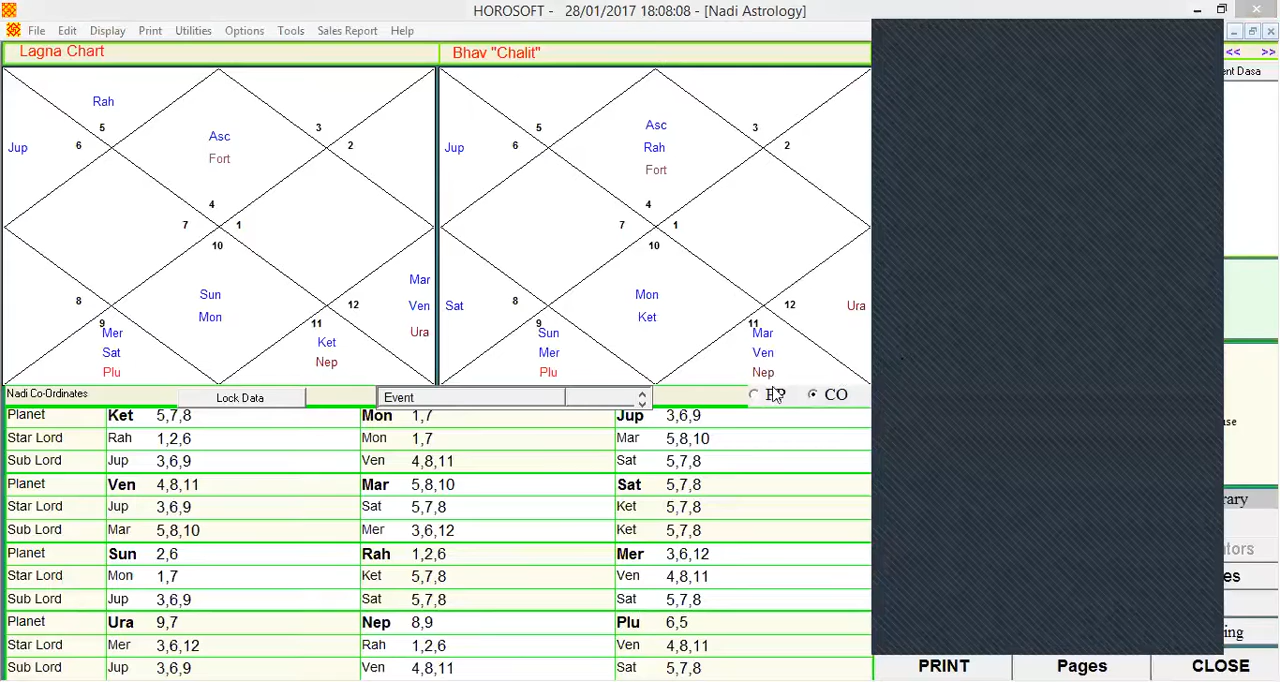 HOROSOFT - 28/01/2017 18:08:08 - [Nadi Astrology]
File Edit Display Print Utilities Options Tools Sales Report Help
Lagna Chart
Bhav "Chalit"
<< >>
ent Dasa
Rah
5
3
Jup
6
Asc
2
Fort
4
7
1
10
8
Sun
12
Mar
Mon
Ven
9
11
Ura
Mer
Ket
Sat
Nep
Plu
5
3
Jup
6
Asc
2
Rah
Fort
4
7
1
10
Sat
8
Mon
12
Ura
Ket
9
11
Sun
Mar
Mer
Ven
Plu
Nep
Nadi Co-Ordinates
Lock Data
Event
CO
Planet Ket 5,7,8 Mon 1,7 Jup 3,6,9
Star Lord Rah 1,2,6 Mon 1,7 Mar 5,8,10
Sub Lord Jup 3,6,9 Ven 4,8,11 Sat 5,7,8
Planet Ven 4,8,11 Mar 5,8,10 Sat 5,7,8
Star Lord Jup 3,6,9 Sat 5,7,8 Ket 5,7,8
Sub Lord Mar 5,8,10 Mer 3,6,12 Ket 5,7,8
Planet Sun 2,6 Rah 1,2,6 Mer 3,6,12
Star Lord Mon 1,7 Ket 5,7,8 Ven 4,8,11
Sub Lord Jup 3,6,9 Sat 5,7,8 Sat 5,7,8
Planet Ura 9,7 Nep 8,9 Plu 6,5
Star Lord Mer 3,6,12 Rah 1,2,6 Ven 4,8,11
Sub Lord Jup 3,6,9 Ven 4,8,11 Sat 5,7,8
use
rary
tors
es
ing
PRINT Pages CLOSE